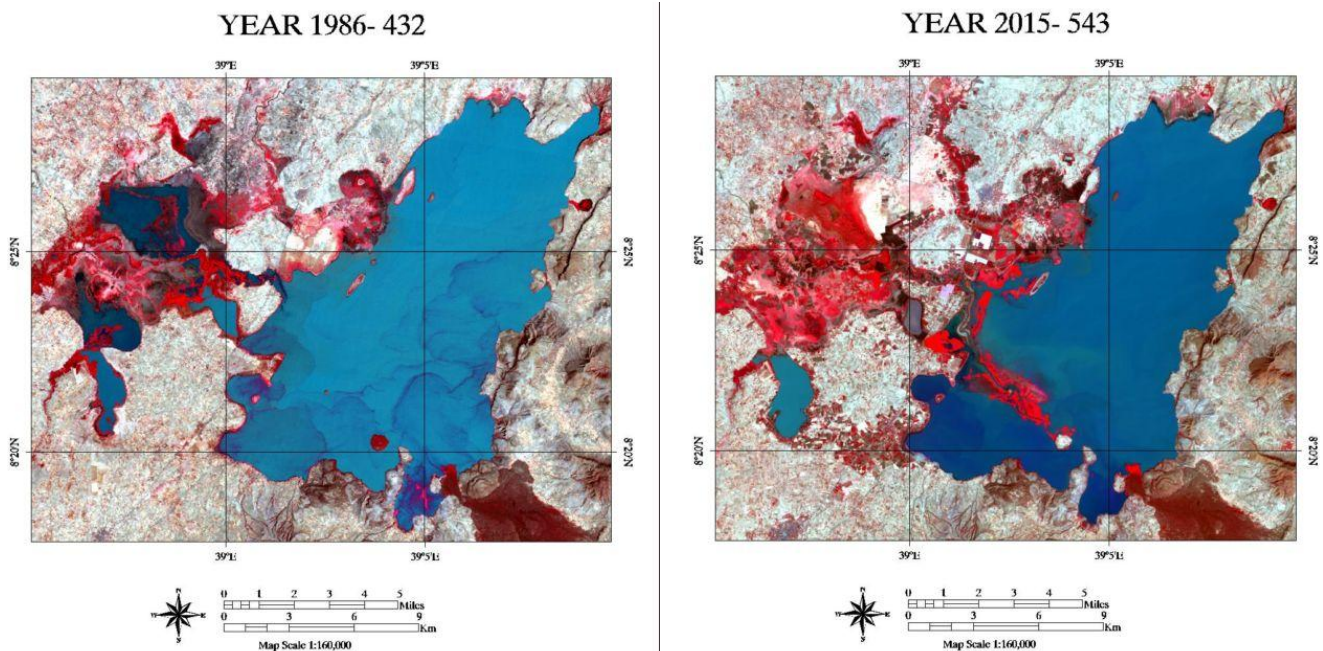 YEAR 1986- 432
39°E 39°5'E
8°25'N 8°25'N
8°20'N 8°20'N
39°E 39°5'E
N
W E
S
0 1 2 3 4 5
Miles
0 3 6 9
Km
Map Scale 1:160,000
YEAR 2015- 543
39°E 39°5'E
8°25'N 8°25'N
8°20'N 8°20'N
39°E 39°5'E
N
W E
S
0 1 2 3 4 5
Miles
0 3 6 9
Km
Map Scale 1:160,000